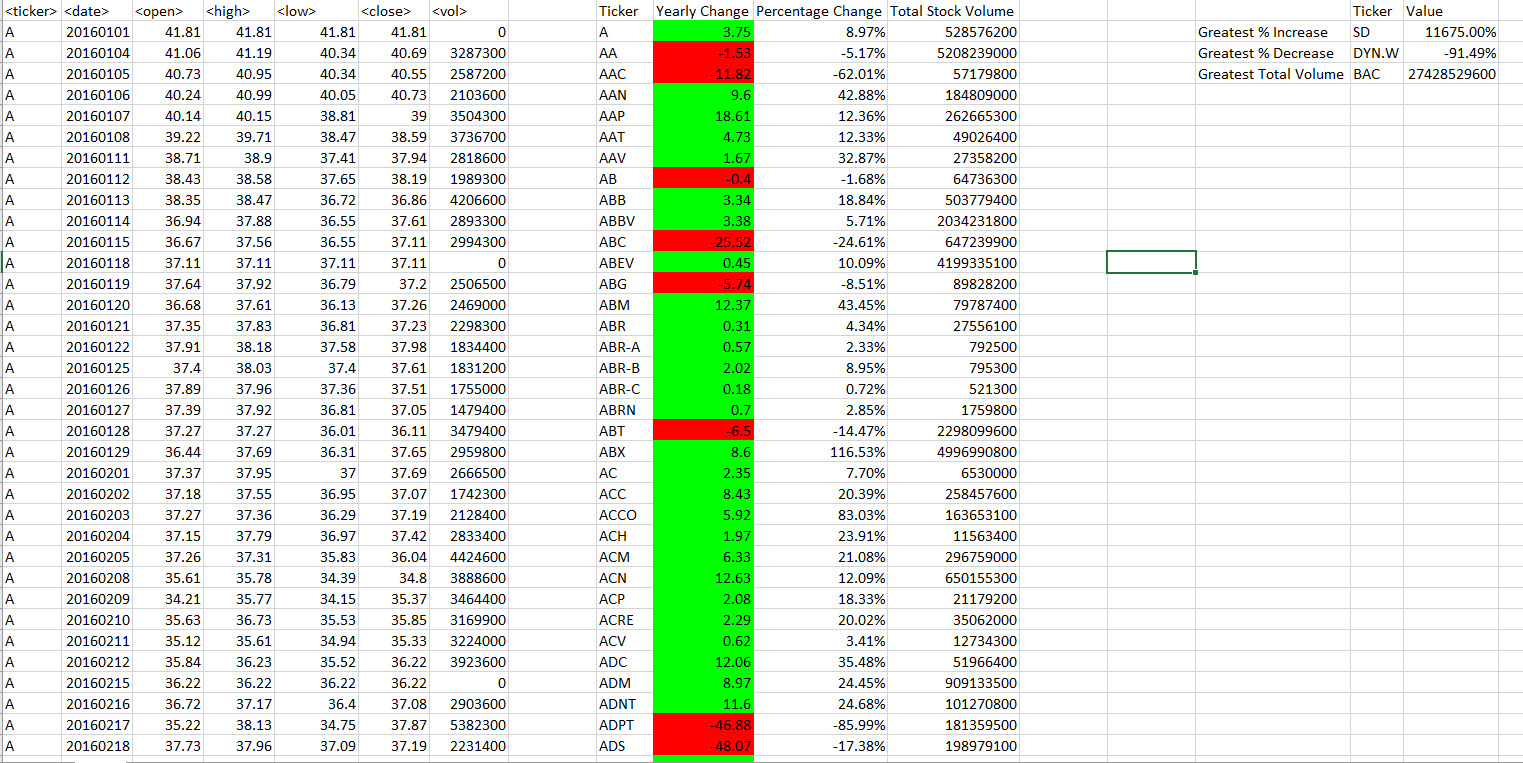 <ticker> <date> <open> <high> <low> <close> <vol> Ticker Yearly Change Percentage Change Total Stock Volume Ticker Value
A 20160101 41.81 41.81 41.81 41.81 0 A 3.75 8.97% 528576200 Greatest % Increase SD 11675.00%
A 20160104 41.06 41.19 40.34 40.69 3287300 AA -1.53 -5.17% 5208239000 Greatest % Decrease DYN.W -91.49%
A 20160105 40.73 40.95 40.34 40.55 2587200 AAC -11.82 -62.01% 57179800 Greatest Total Volume BAC 27428529600
A 20160106 40.24 40.99 40.05 40.73 2103600 AAN 9.6 42.88% 184809000
A 20160107 40.14 40.15 38.81 39 3504300 AAP 18.61 12.36% 262665300
A 20160108 39.22 39.71 38.47 38.59 3736700 AAT 4.73 12.33% 49026400
A 20160111 38.71 38.9 37.41 37.94 2818600 AAV 1.67 32.87% 27358200
A 20160112 38.43 38.58 37.65 38.19 1989300 AB -0.4 -1.68% 64736300
A 20160113 38.35 38.47 36.72 36.86 4206600 ABB 3.34 18.84% 503779400
A 20160114 36.94 37.88 36.55 37.61 2893300 ABBV 3.38 5.71% 2034231800
A 20160115 36.67 37.56 36.55 37.11 2994300 ABC -25.52 -24.61% 647239900
A 20160118 37.11 37.11 37.11 37.11 0 ABEV 0.45 10.09% 4199335100
A 20160119 37.64 37.92 36.79 37.2 2506500 ABG -5.74 -8.51% 89828200
A 20160120 36.68 37.61 36.13 37.26 2469000 ABM 12.37 43.45% 79787400
A 20160121 37.35 37.83 36.81 37.23 2298300 ABR 0.31 4.34% 27556100
A 20160122 37.91 38.18 37.58 37.98 1834400 ABR-A 0.57 2.33% 792500
A 20160125 37.4 38.03 37.4 37.61 1831200 ABR-B 2.02 8.95% 795300
A 20160126 37.89 37.96 37.36 37.51 1755000 ABR-C 0.18 0.72% 521300
A 20160127 37.39 37.92 36.81 37.05 1479400 ABRN 0.7 2.85% 1759800
A 20160128 37.27 37.27 36.01 36.11 3479400 ABT -6.5 -14.47% 2298099600
A 20160129 36.44 37.69 36.31 37.65 2959800 ABX 8.6 116.53% 4996990800
A 20160201 37.37 37.95 37 37.69 2666500 AC 2.35 7.70% 6530000
A 20160202 37.18 37.55 36.95 37.07 1742300 ACC 8.43 20.39% 258457600
A 20160203 37.27 37.36 36.29 37.19 2128400 ACCO 5.92 83.03% 163653100
A 20160204 37.15 37.79 36.97 37.42 2833400 ACH 1.97 23.91% 11563400
A 20160205 37.26 37.31 35.83 36.04 4424600 ACM 6.33 21.08% 296759000
A 20160208 35.61 35.78 34.39 34.8 3888600 ACN 12.63 12.09% 650155300
A 20160209 34.21 35.77 34.15 35.37 3464400 ACP 2.08 18.33% 21179200
A 20160210 35.63 36.73 35.53 35.85 3169900 ACRE 2.29 20.02% 35062000
A 20160211 35.12 35.61 34.94 35.33 3224000 ACV 0.62 3.41% 12734300
A 20160212 35.84 36.23 35.52 36.22 3923600 ADC 12.06 35.48% 51966400
A 20160215 36.22 36.22 36.22 36.22 0 ADM 8.97 24.45% 909133500
A 20160216 36.72 37.17 36.4 37.08 2903600 ADNT 11.6 24.68% 101270800
A 20160217 35.22 38.13 34.75 37.87 5382300 ADPT -46.88 -85.99% 181359500
A 20160218 37.73 37.96 37.09 37.19 2231400 ADS -48.07 -17.38% 198979100